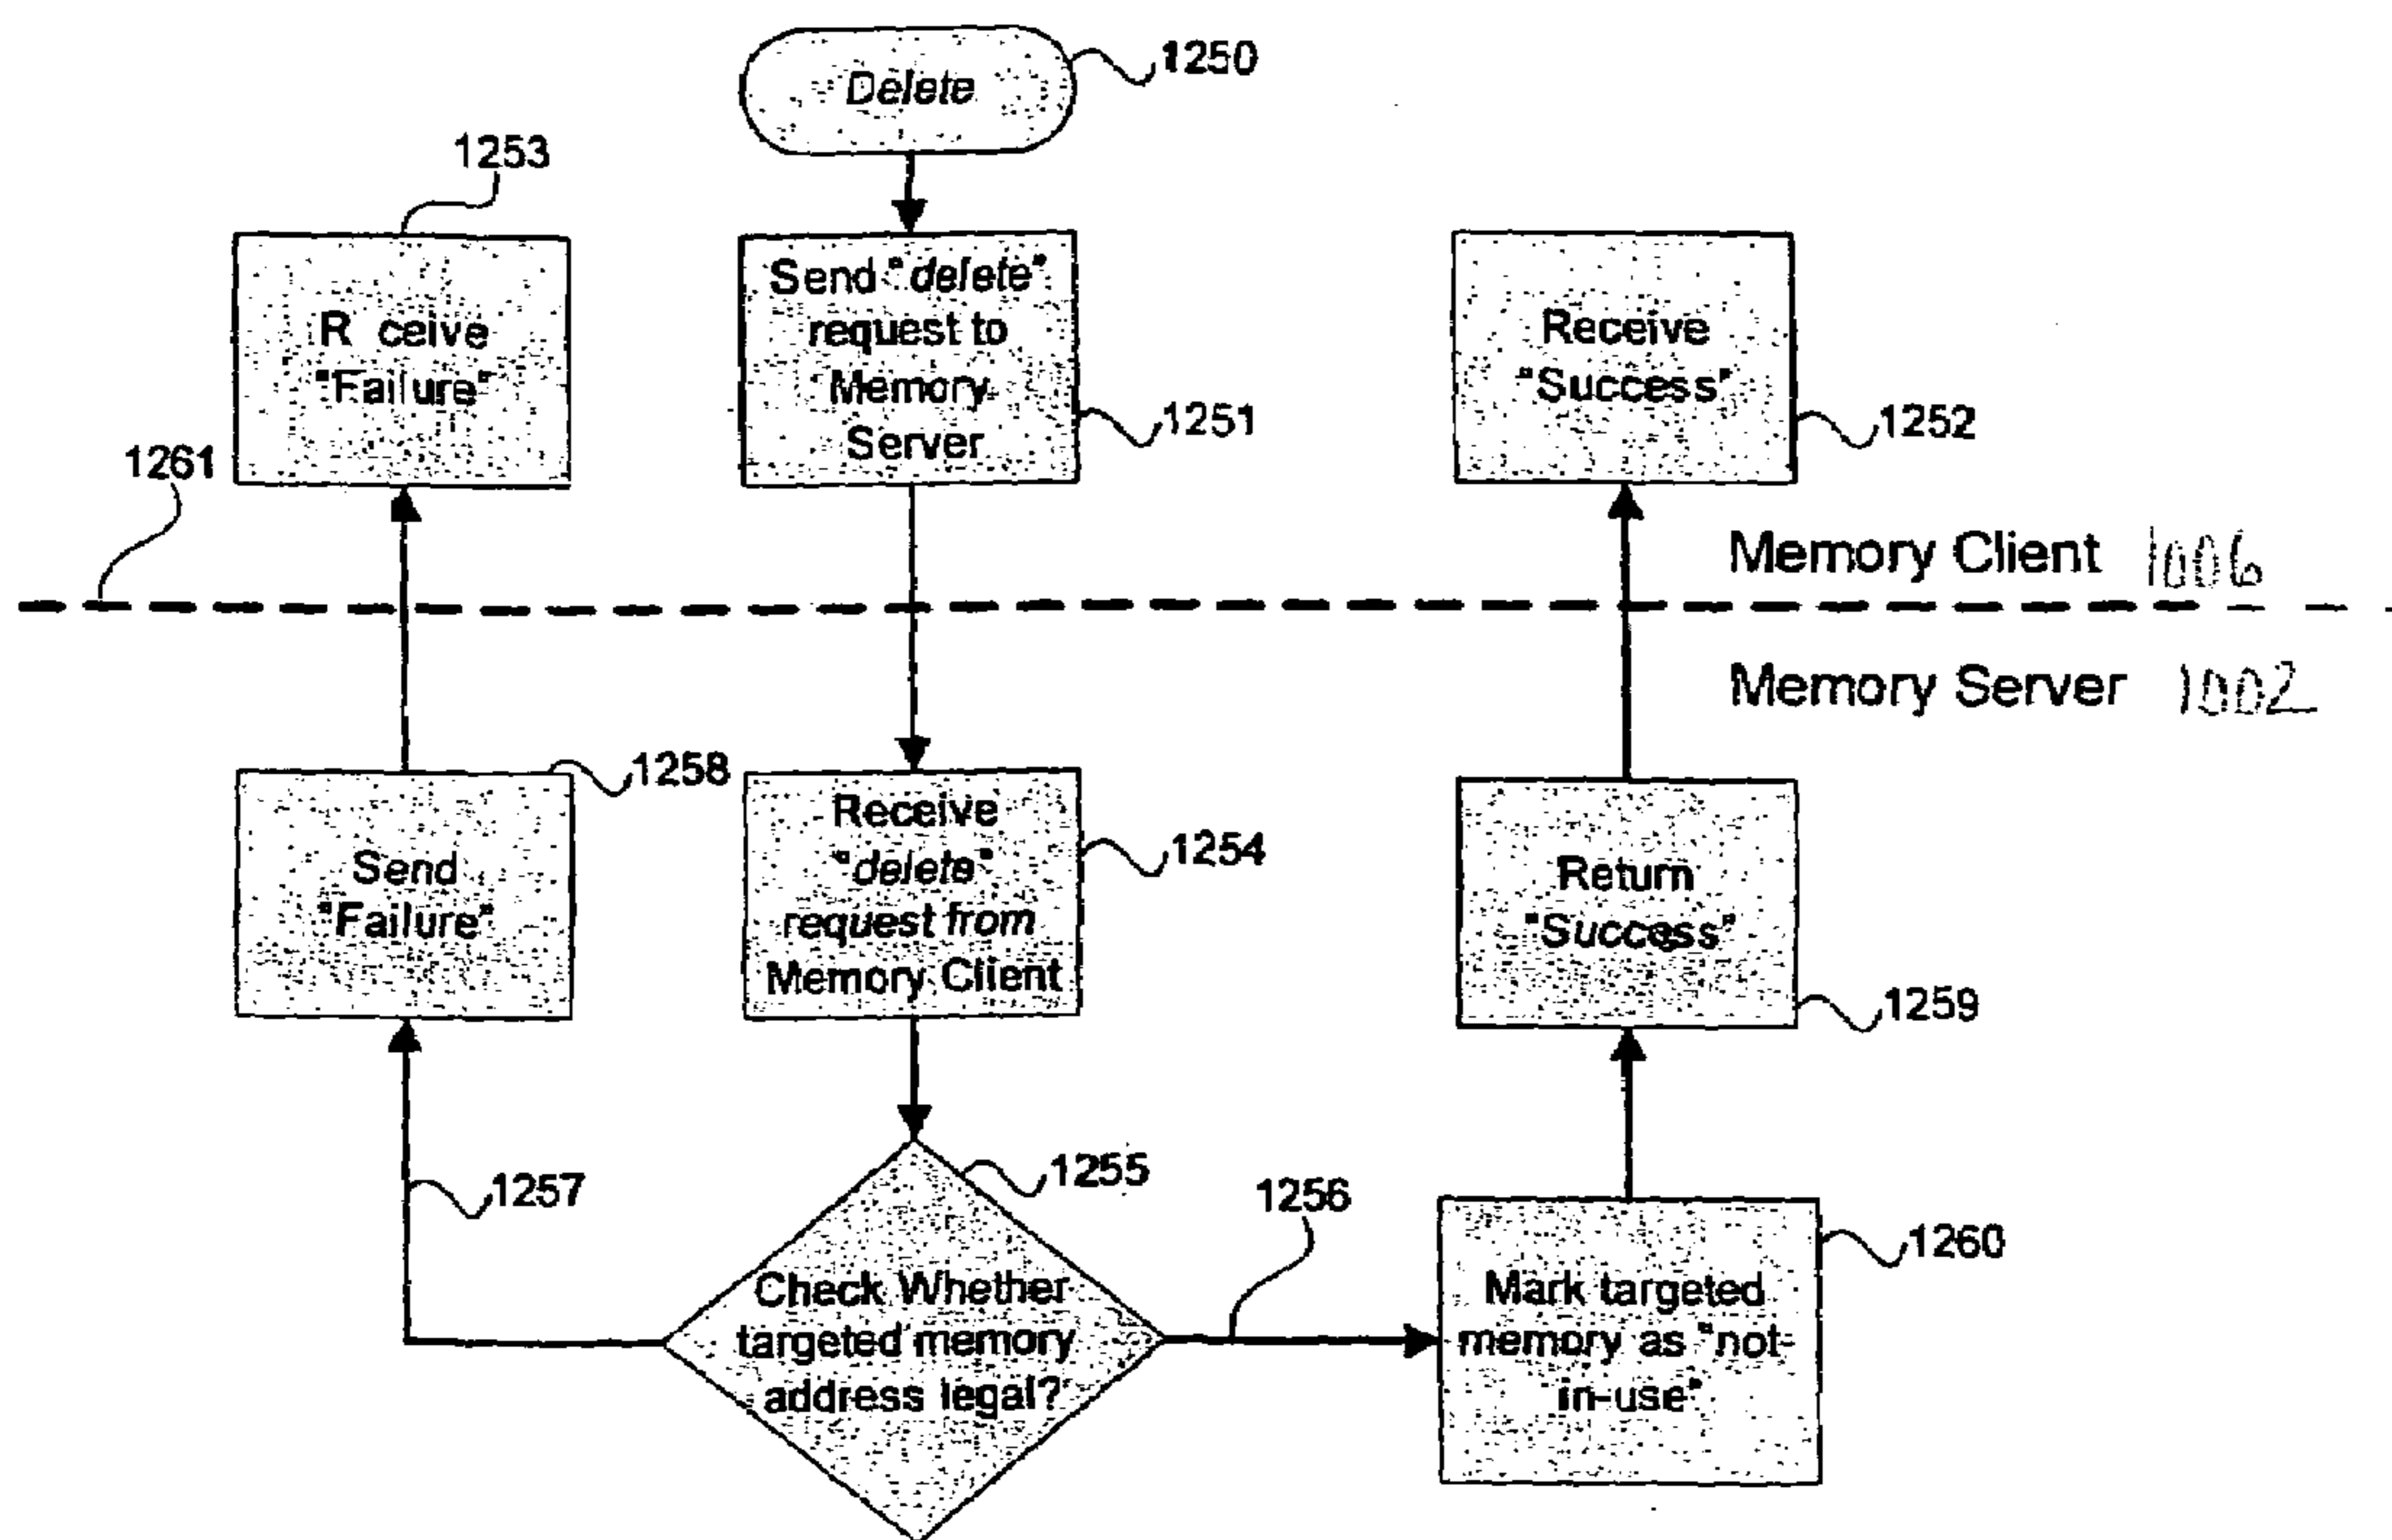 Delete
1250
1253
R ceive
"Failure"
Send "delete"
request to
Memory
Server
1251
Receive
"Success"
1252
1261
Memory Client 1006
Memory Server 1002
Send
"Failure"
1258
Receive
"delete"
request from
Memory Client
1254
Return
"Success"
1259
1257
Check Whether
targeted memory
address legal?
1255
1256
Mark targeted
memory as "not-
in-use"
1260